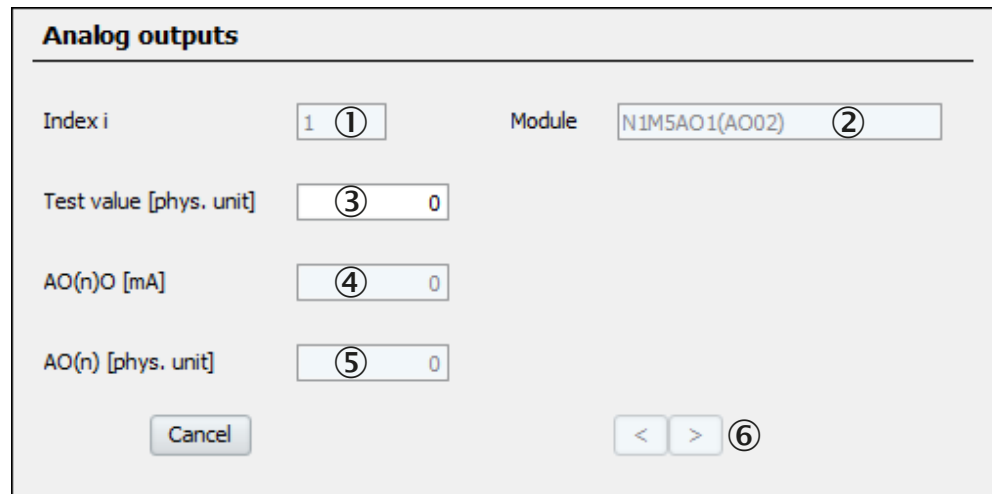 Analog outputs
Index i 1 ① Module N1M5AO1(AO02) ②
Test value [phys. unit] ③ 0
AO(n)O [mA] ④ 0
AO(n) [phys. unit] ⑤ 0
Cancel < > ⑥